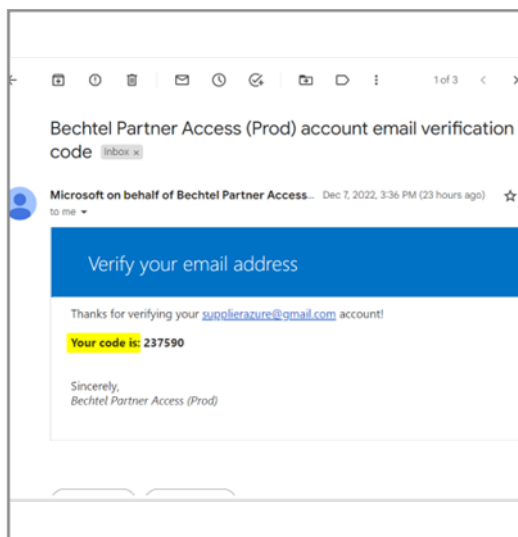 1 of 3
Bechtel Partner Access (Prod) account email verification
code Inbox ×
Microsoft on behalf of Bechtel Partner Access... Dec 7, 2022, 3:36 PM (23 hours ago)
to me
Verify your email address
Thanks for verifying your supplierazure@gmail.com account!
Your code is: 237590
Sincerely,
Bechtel Partner Access (Prod)